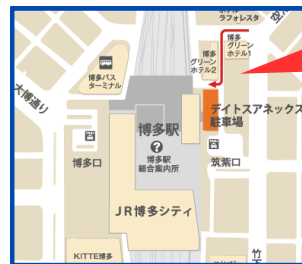 ラフォレスタ
博多
グリーン
ホテル1
博多
グリーン
ホテル2
博多バス
ターミナル
大博通り
デイトスアネックス
駐車場
博多駅
?
博多駅
総合案内所
博多口
筑紫口
JR博多シティ
KITTE博多
竹
下